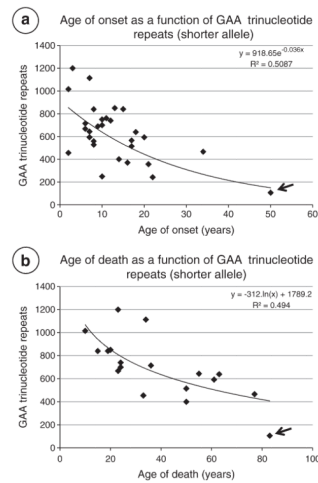 a
Age of onset as a function of GAA trinucleotide
repeats (shorter allele)
y = 918.65e-0.036x
R² = 0.5087
GAA trinucleotide repeats
1400
1200
1000
800
600
400
200
0
0 10 20 30 40 50 60
Age of onset (years)
b
Age of death as a function of GAA trinucleotide
repeats (shorter allele)
y = -312.ln(x) + 1789.2
R² = 0.494
GAA trinucleotide repeats
1400
1200
1000
800
600
400
200
0
0 20 40 60 80 100
Age of death (years)